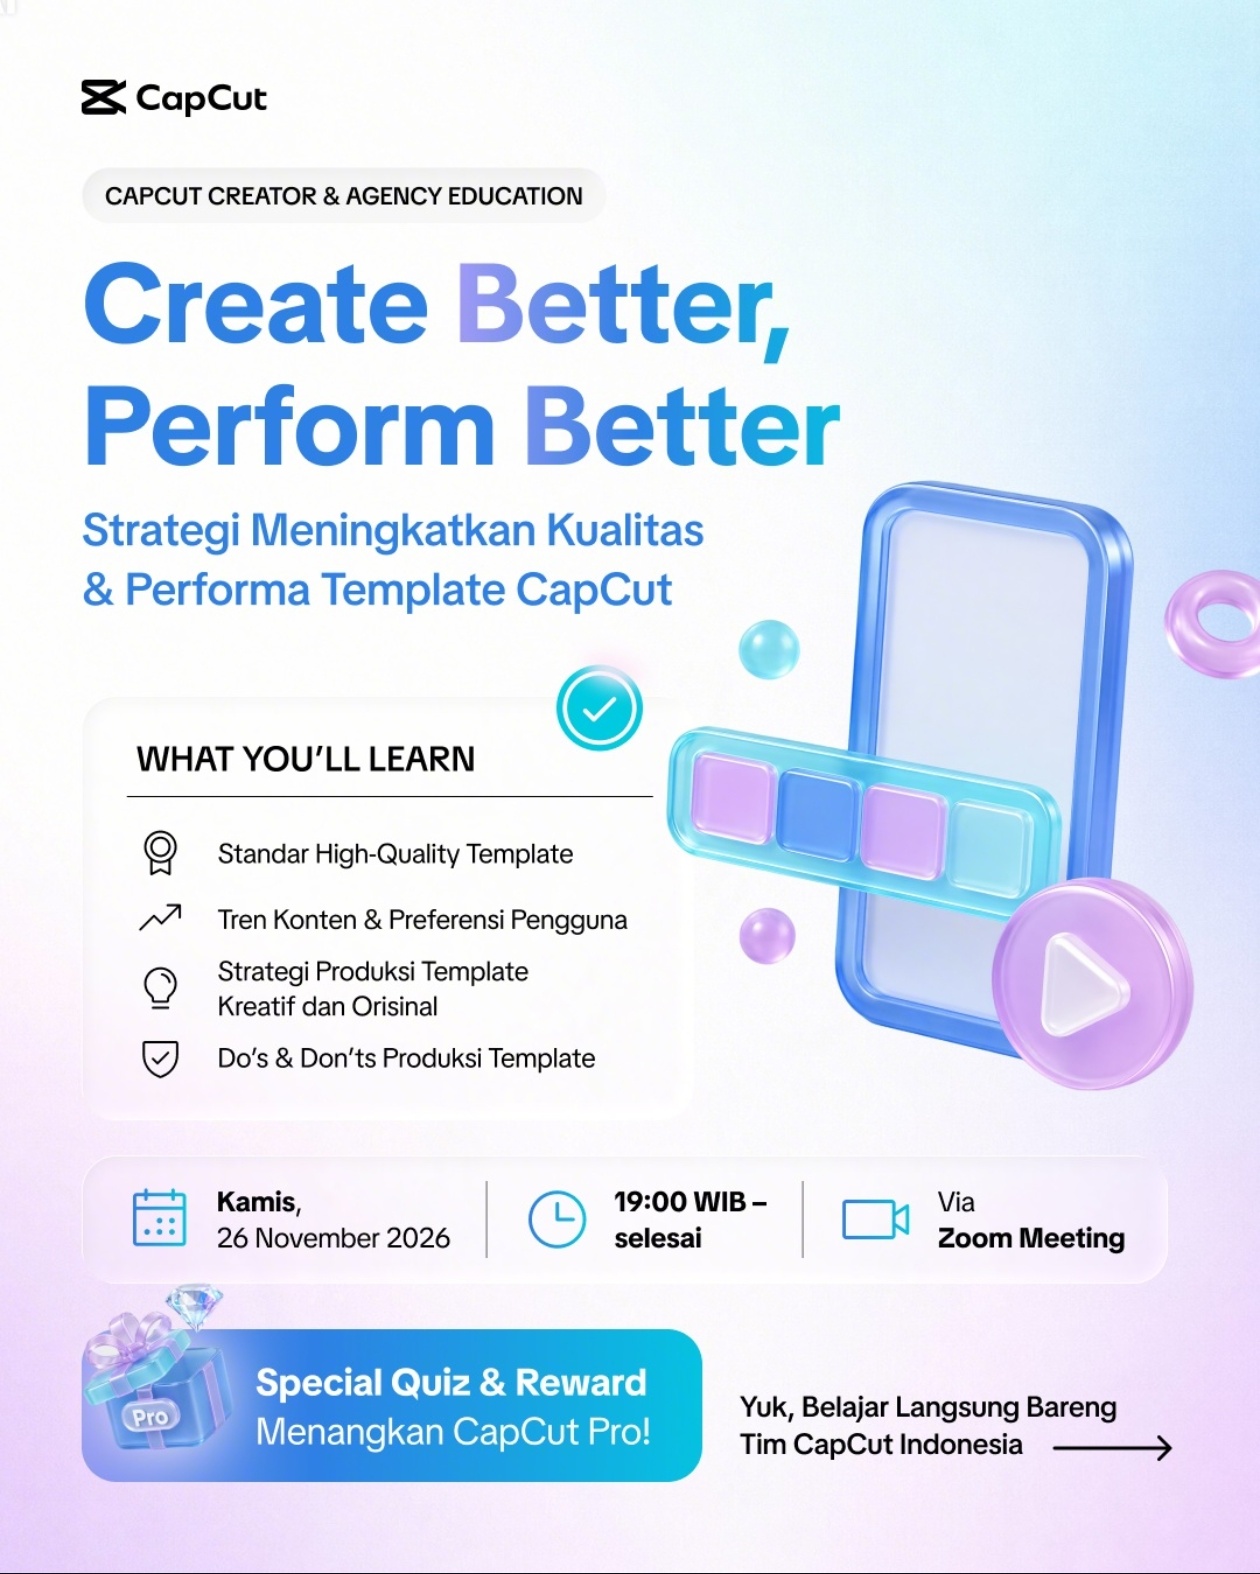 CapCut
CAPCUT CREATOR & AGENCY EDUCATION
Create Better,
Perform Better
Strategi Meningkatkan Kualitas
& Performa Template CapCut
WHAT YOU’LL LEARN
Standar High-Quality Template
Tren Konten & Preferensi Pengguna
Strategi Produksi Template
Kreatif dan Orisinal
Do’s & Don’ts Produksi Template
Kamis,
26 November 2026
19:00 WIB –
selesai
Via
Zoom Meeting
Pro
Special Quiz & Reward
Menangkan CapCut Pro!
Yuk, Belajar Langsung Bareng
Tim CapCut Indonesia